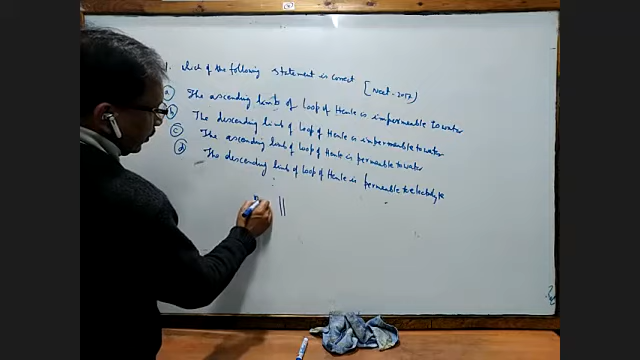 1. which of the following statement is correct [Neet-2017)
(a) The ascending limb of loop of Henle is impermeable to water
(b) The descending limb of loop of Henle is impermeable to water
(c) The ascending limb of loop of Henle is permeable to water
(d) The descending limb of loop of Henle is permeable to electrolyte